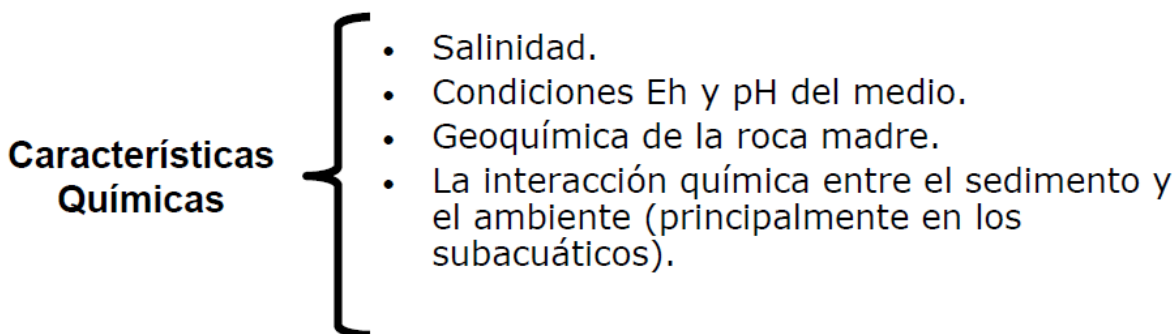 Características
Químicas
• Salinidad.
• Condiciones Eh y pH del medio.
• Geoquímica de la roca madre.
• La interacción química entre el sedimento y
el ambiente (principalmente en los
subacuáticos).